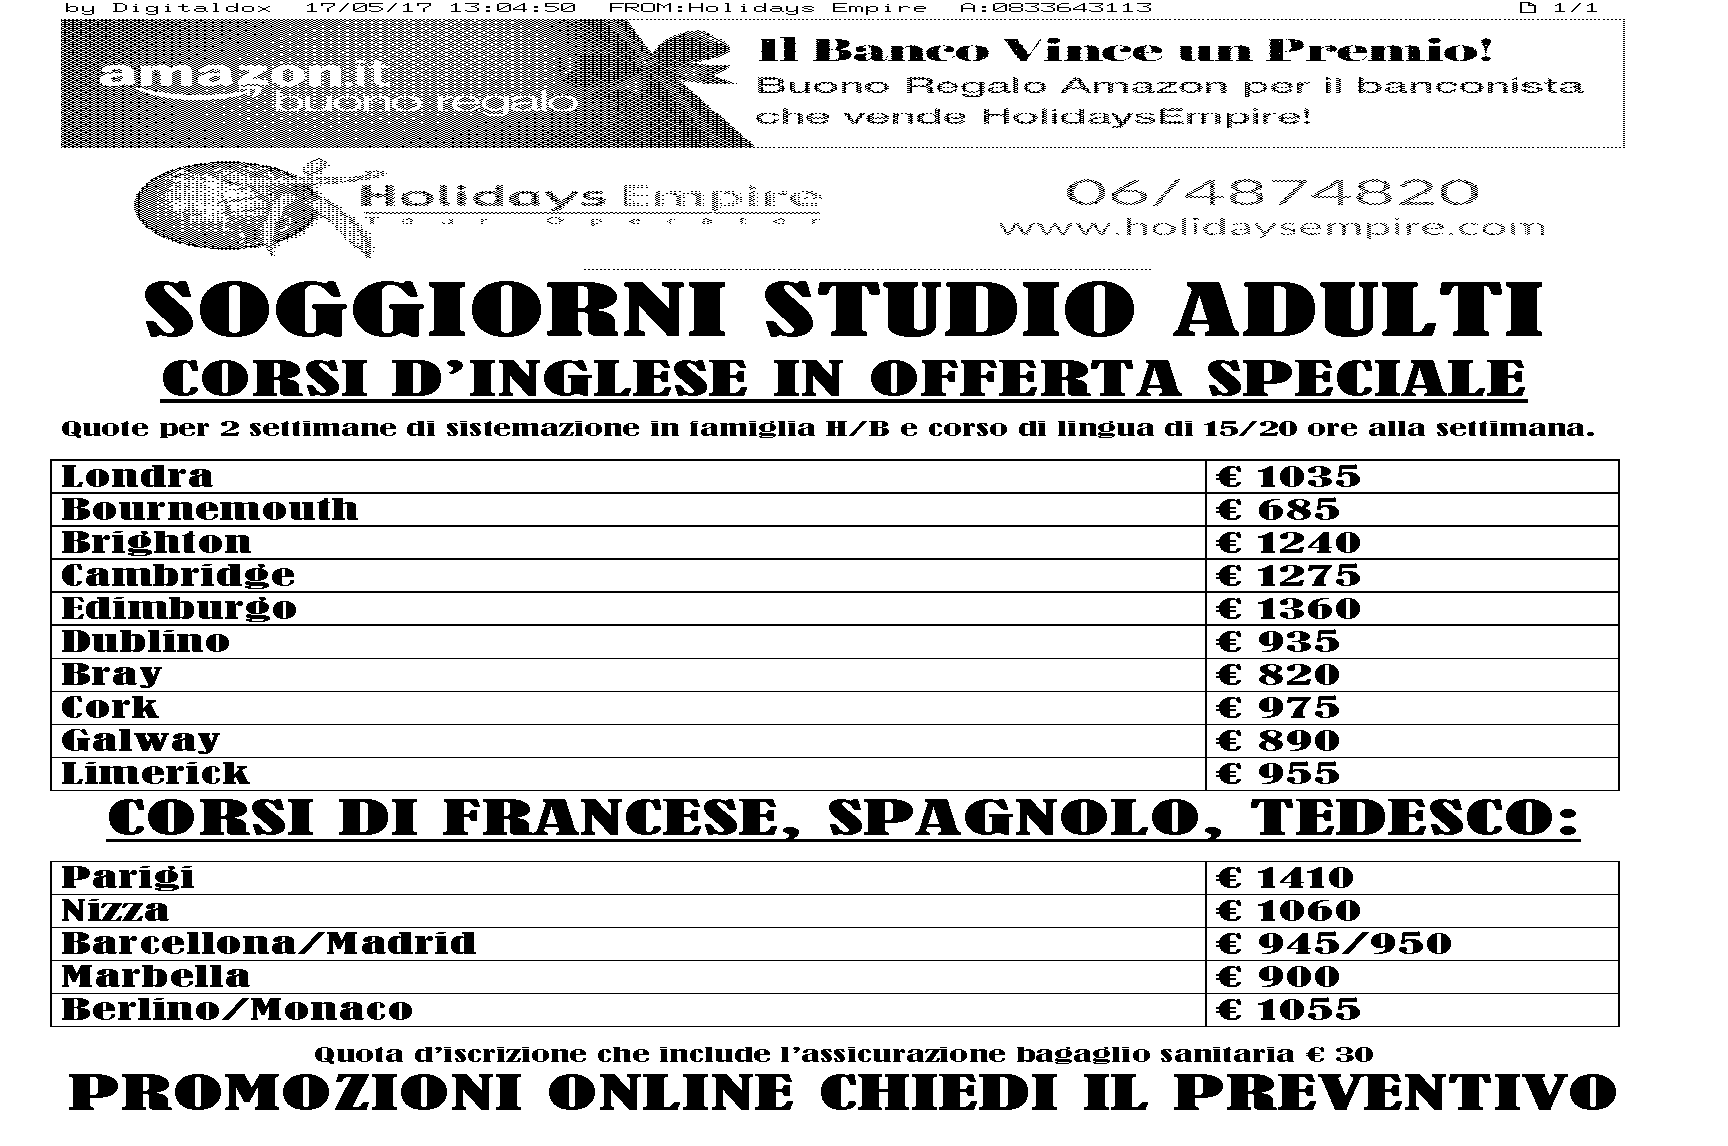 by Digitaldox 17/05/17 13:04:50 FROM:Holidays Empire A:0833643113 1/1
amazon.it
buono regalo
Il Banco Vince un Premio!
Buono Regalo Amazon per il banconista
che vende HolidaysEmpire!
Holidays Empire
Tour Operator
06/4874820
www.holidaysempire.com
SOGGIORNI STUDIO ADULTI
CORSI D'INGLESE IN OFFERTA SPECIALE
Quote per 2 settimane di sistemazione in famiglia H/B e corso di lingua di 15/20 ore alla settimana.
Londra € 1035
Bournemouth € 685
Brighton € 1240
Cambridge € 1275
Edimburgo € 1360
Dublino € 935
Bray € 820
Cork € 975
Galway € 890
Limerick € 955
CORSI DI FRANCESE, SPAGNOLO, TEDESCO:
Parigi € 1410
Nizza € 1060
Barcellona/Madrid € 945/950
Marbella € 900
Berlino/Monaco € 1055
Quota d'iscrizione che include l'assicurazione bagaglio sanitaria € 30
PROMOZIONI ONLINE CHIEDI IL PREVENTIVO